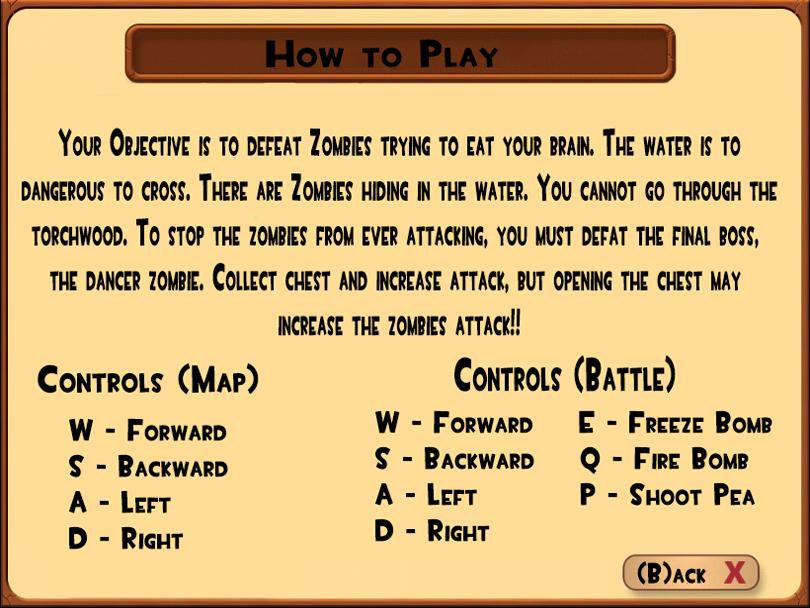 How to Play
Your Objective is to defeat Zombies trying to eat your brain. The water is to
dangerous to cross. There are Zombies hiding in the water. You cannot go through the
torchwood. To stop the zombies from ever attacking, you must defat the final boss,
the dancer zombie. Collect chest and increase attack, but opening the chest may
increase the zombies attack!!
Controls (Map)
W - Forward
S - Backward
A - Left
D - Right
Controls (Battle)
W - Forward
S - Backward
A - Left
D - Right
E - Freeze Bomb
Q - Fire Bomb
P - Shoot Pea
(B)ack X